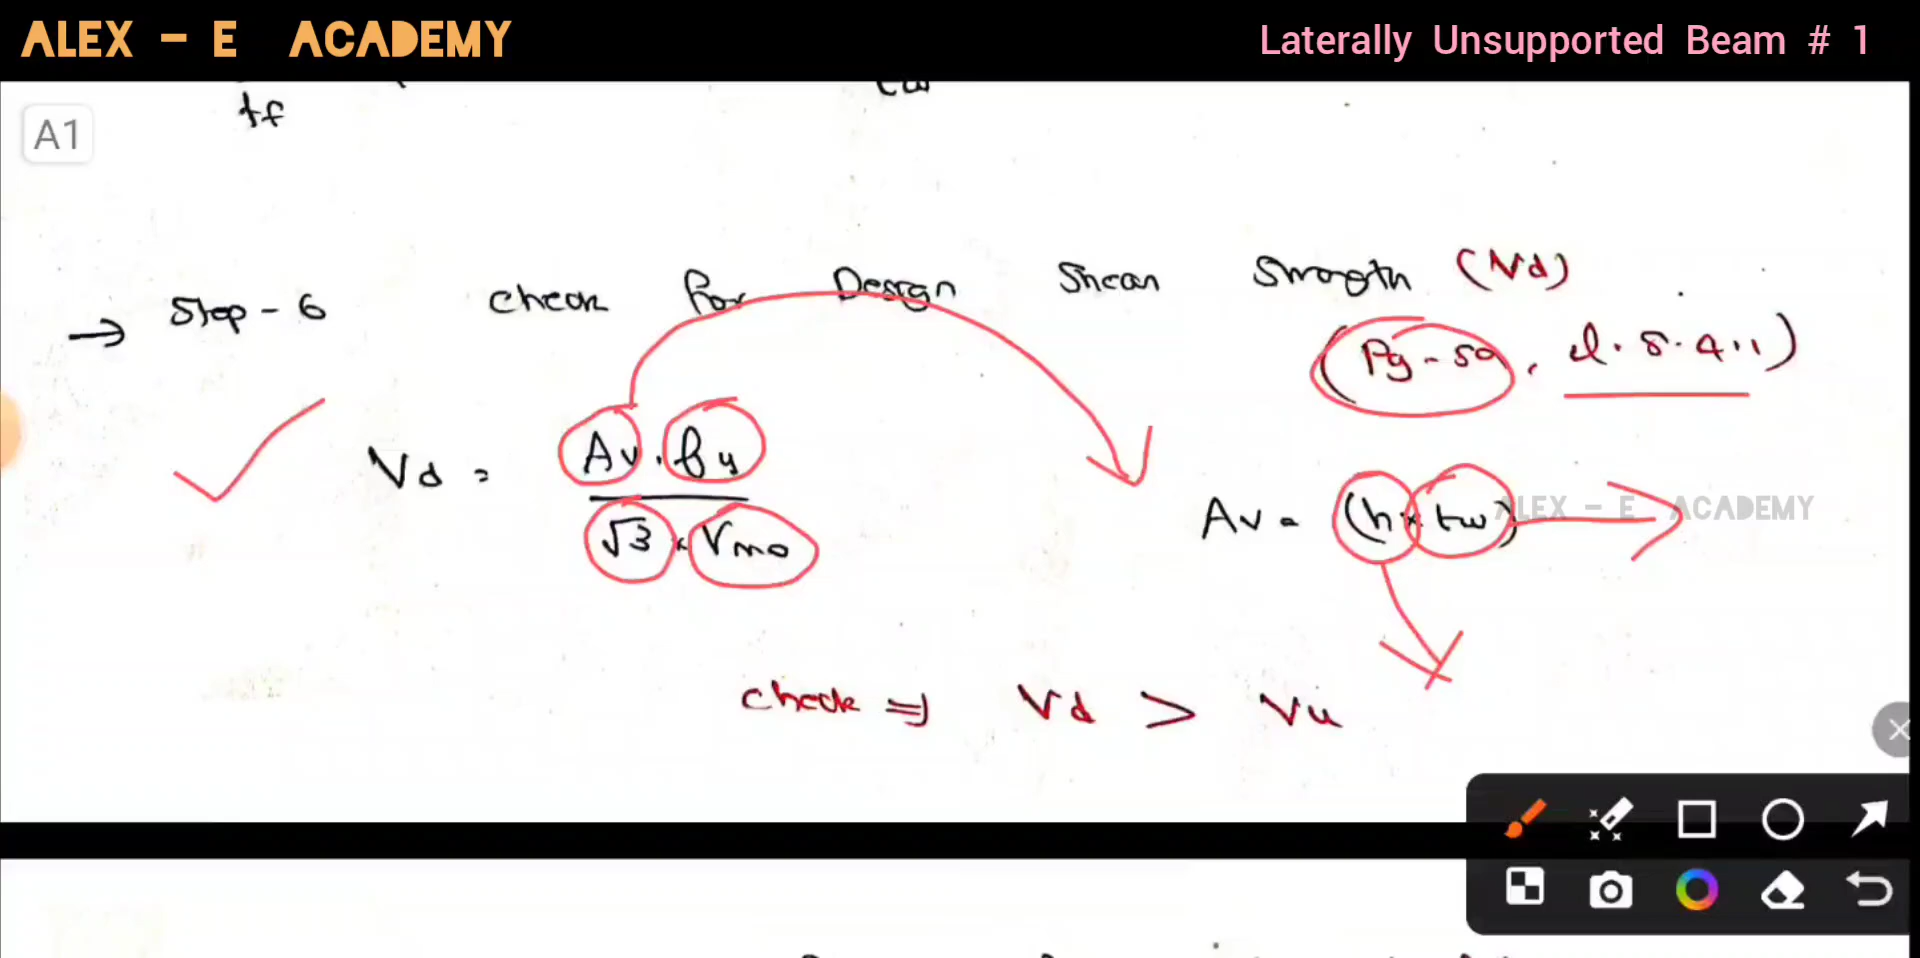 ALEX - E ACADEMY
Laterally Unsupported Beam # 1
tf
tw
A1
→ Step - 6 check for Design Shear Strength (Vd)
(Pg - 59, cl. 8.4.1)
Vd = Av . fy
√3 . γmo
Av = (h × tw)
ALEX - E ACADEMY
check ⇒ Vd > Vu